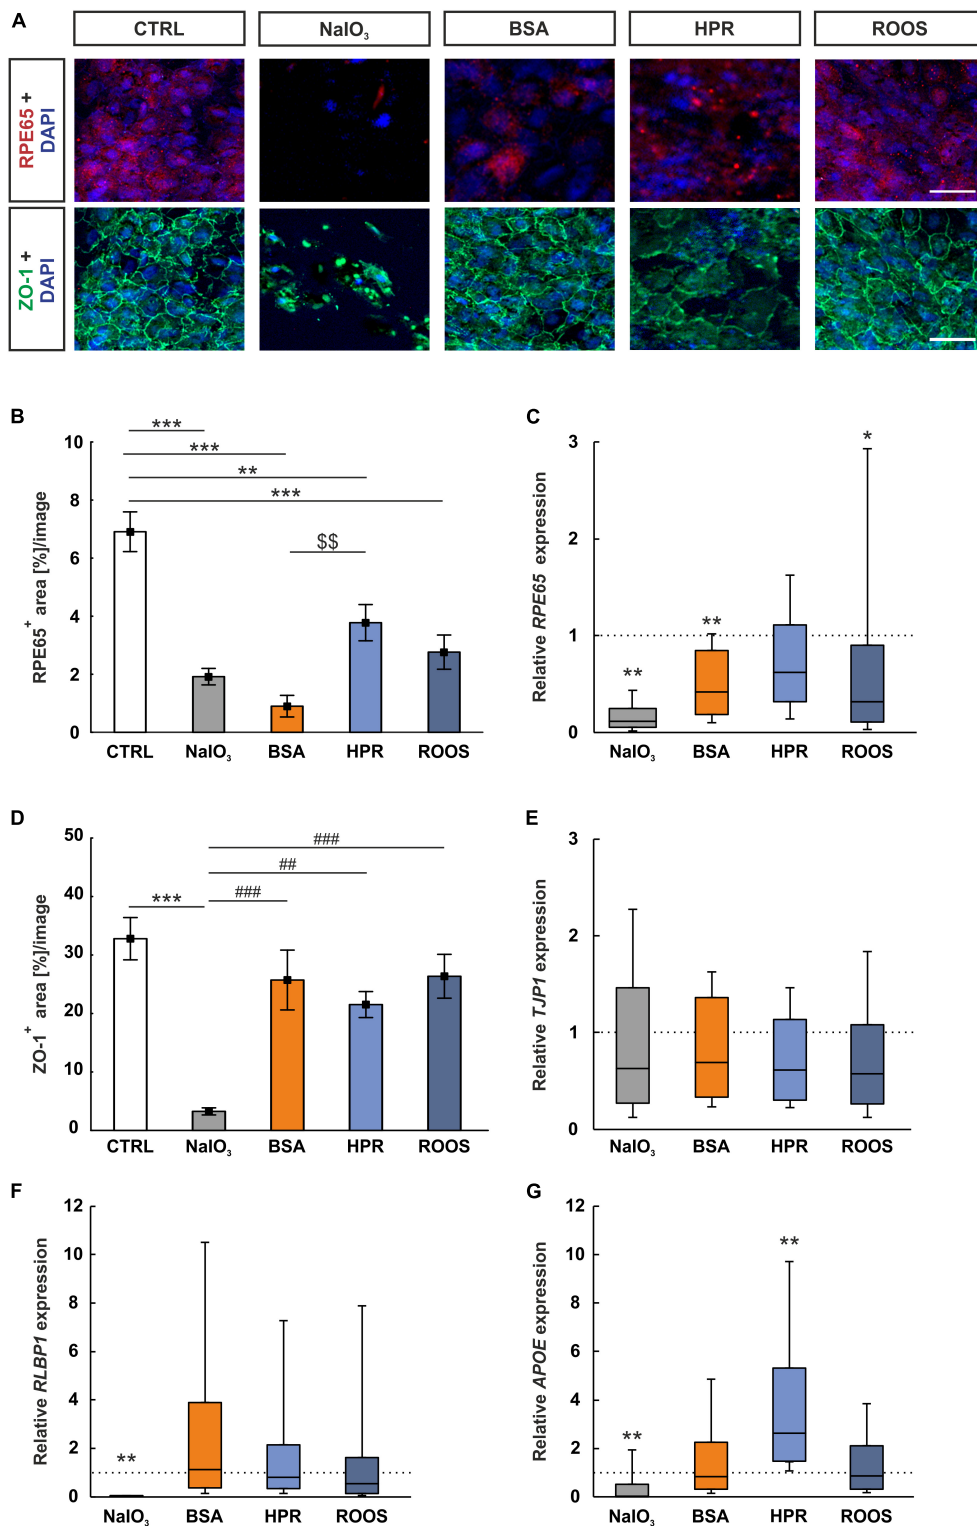 A
CTRL
NaIO3
BSA
HPR
ROOS
RPE65 +
DAPI
ZO-1 +
DAPI
B
***
***
**
***
$$
RPE65+ area [%]/image
10
8
6
4
2
0
CTRL
NaIO3
BSA
HPR
ROOS
C
Relative RPE65 expression
3
2
1
0
**
**
*
NaIO3
BSA
HPR
ROOS
D
###
##
***
###
ZO-1+ area [%]/image
50
40
30
20
10
0
CTRL
NaIO3
BSA
HPR
ROOS
E
Relative TJP1 expression
3
2
1
0
NaIO3
BSA
HPR
ROOS
F
Relative RLBP1 expression
12
10
8
6
4
2
0
**
NaIO3
BSA
HPR
ROOS
G
Relative APOE expression
12
10
8
6
4
2
0
**
**
NaIO3
BSA
HPR
ROOS